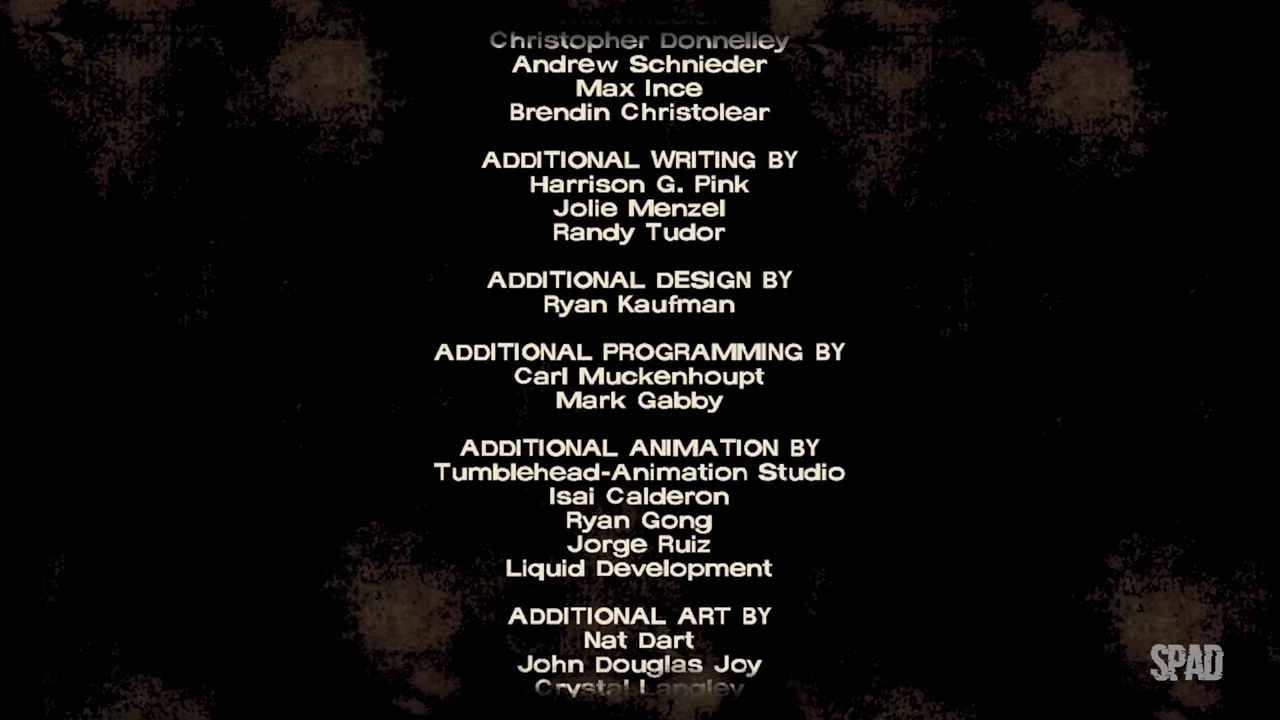 Christopher Donnelley
Andrew Schnieder
Max Ince
Brendin Christolear
ADDITIONAL WRITING BY
Harrison G. Pink
Jolie Menzel
Randy Tudor
ADDITIONAL DESIGN BY
Ryan Kaufman
ADDITIONAL PROGRAMMING BY
Carl Muckenhoupt
Mark Gabby
ADDITIONAL ANIMATION BY
Tumblehead-Animation Studio
Isai Calderon
Ryan Gong
Jorge Ruiz
Liquid Development
ADDITIONAL ART BY
Nat Dart
John Douglas Joy
Crystal Langley
SPAD